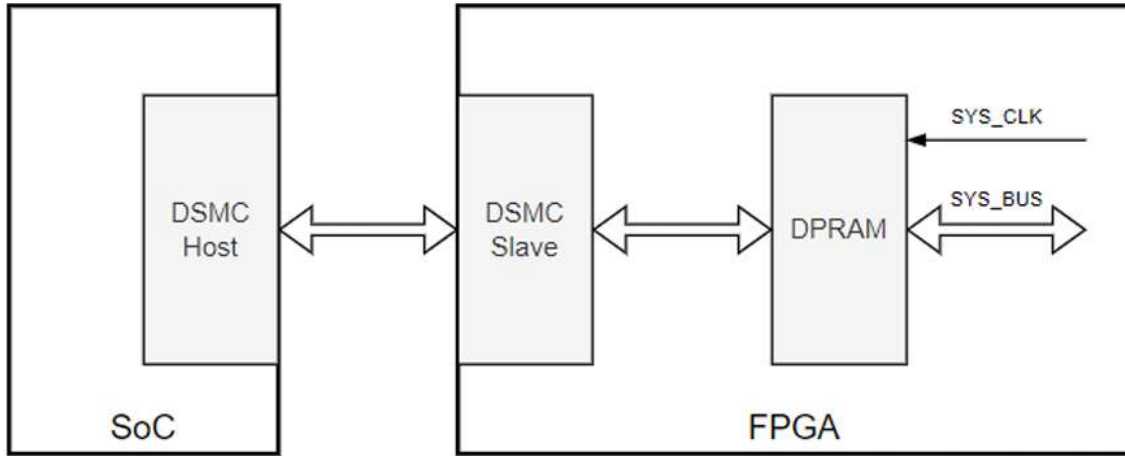 SYS_CLK
DSMC
Host
DSMC
Slave
DPRAM
SYS_BUS
SoC
FPGA